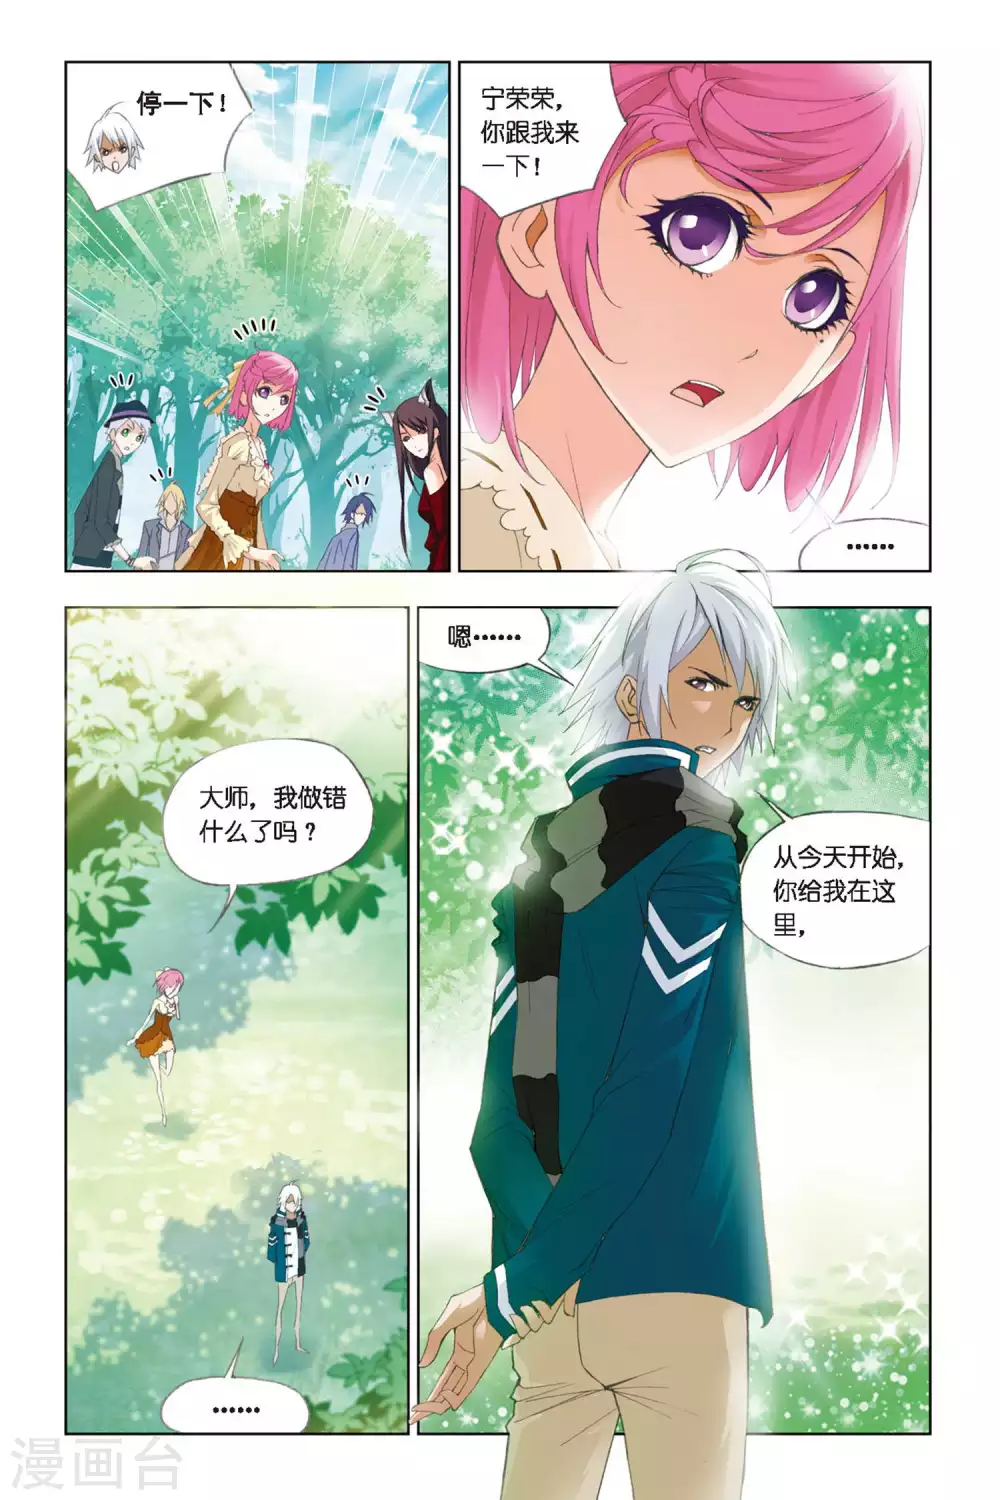 停一下！
宁荣荣，
你跟我来
一下！
……
大师，我做错
什么了吗？
……
嗯……
从今天开始，
你给我在这
里，
漫画台